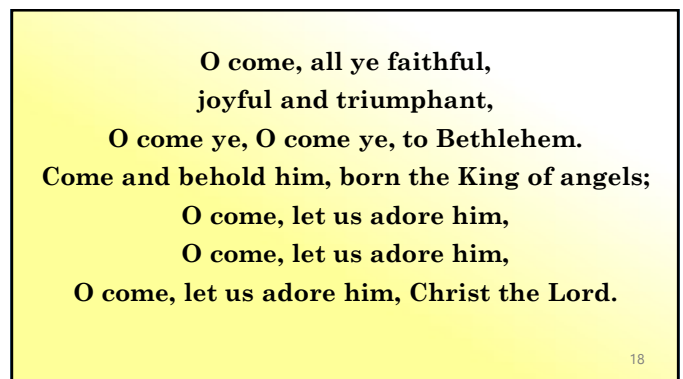 O come, all ye faithful,
joyful and triumphant,
O come ye, O come ye, to Bethlehem.
Come and behold him, born the King of angels;
O come, let us adore him,
O come, let us adore him,
O come, let us adore him, Christ the Lord.
18